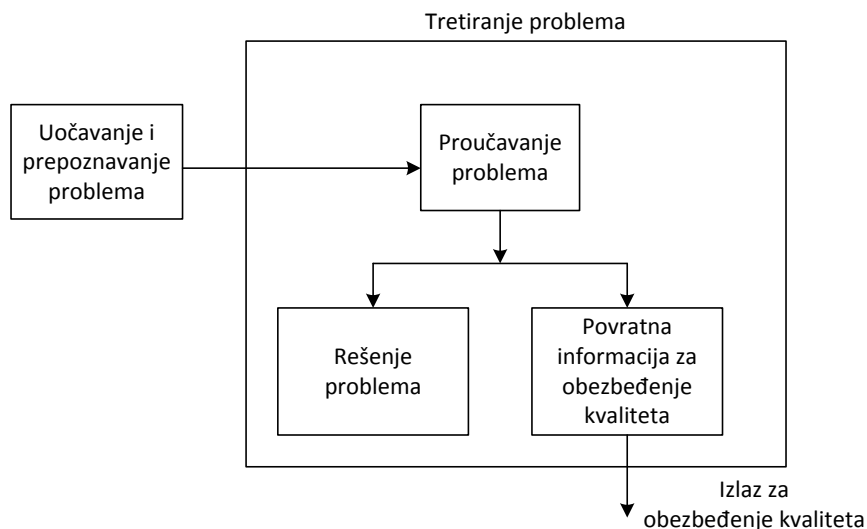 Tretiranje problema
Uočavanje i
prepoznavanje
problema
Proučavanje
problema
Rešenje
problema
Povratna
informacija za
obezbeđenje
kvaliteta
Izlaz za
obezbeđenje kvaliteta